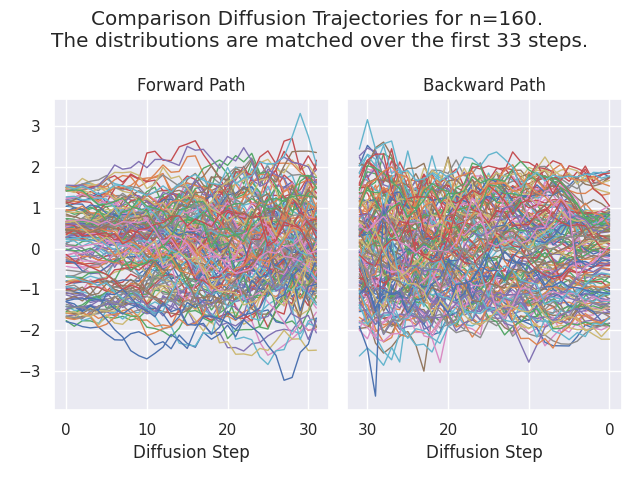 Comparison Diffusion Trajectories for n=160.
The distributions are matched over the first 33 steps.
Forward Path
Backward Path
3
2
1
0
−1
−2
−3
0 10 20 30
30 20 10 0
Diffusion Step
Diffusion Step